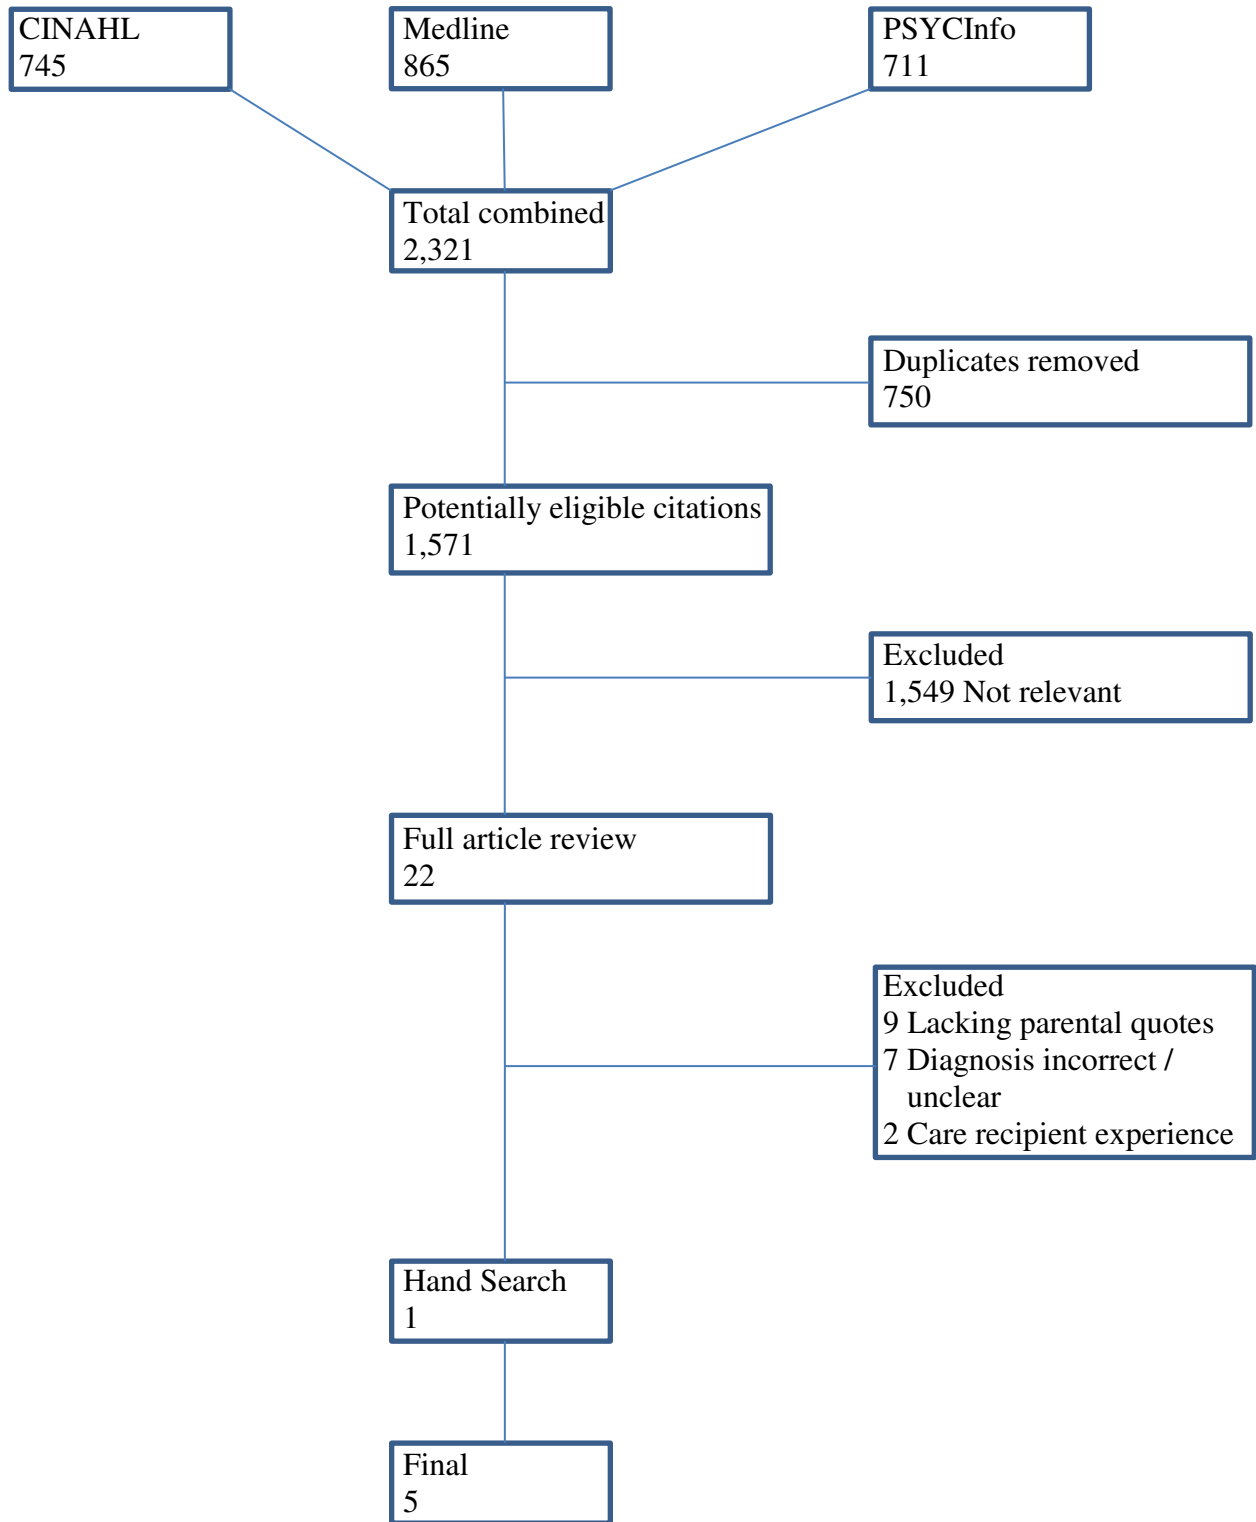 CINAHL
745
Medline
865
PSYCInfo
711
Total combined
2,321
Duplicates removed
750
Potentially eligible citations
1,571
Excluded
1,549 Not relevant
Full article review
22
Excluded
9 Lacking parental quotes
7 Diagnosis incorrect /
unclear
2 Care recipient experience
Hand Search
1
Final
5